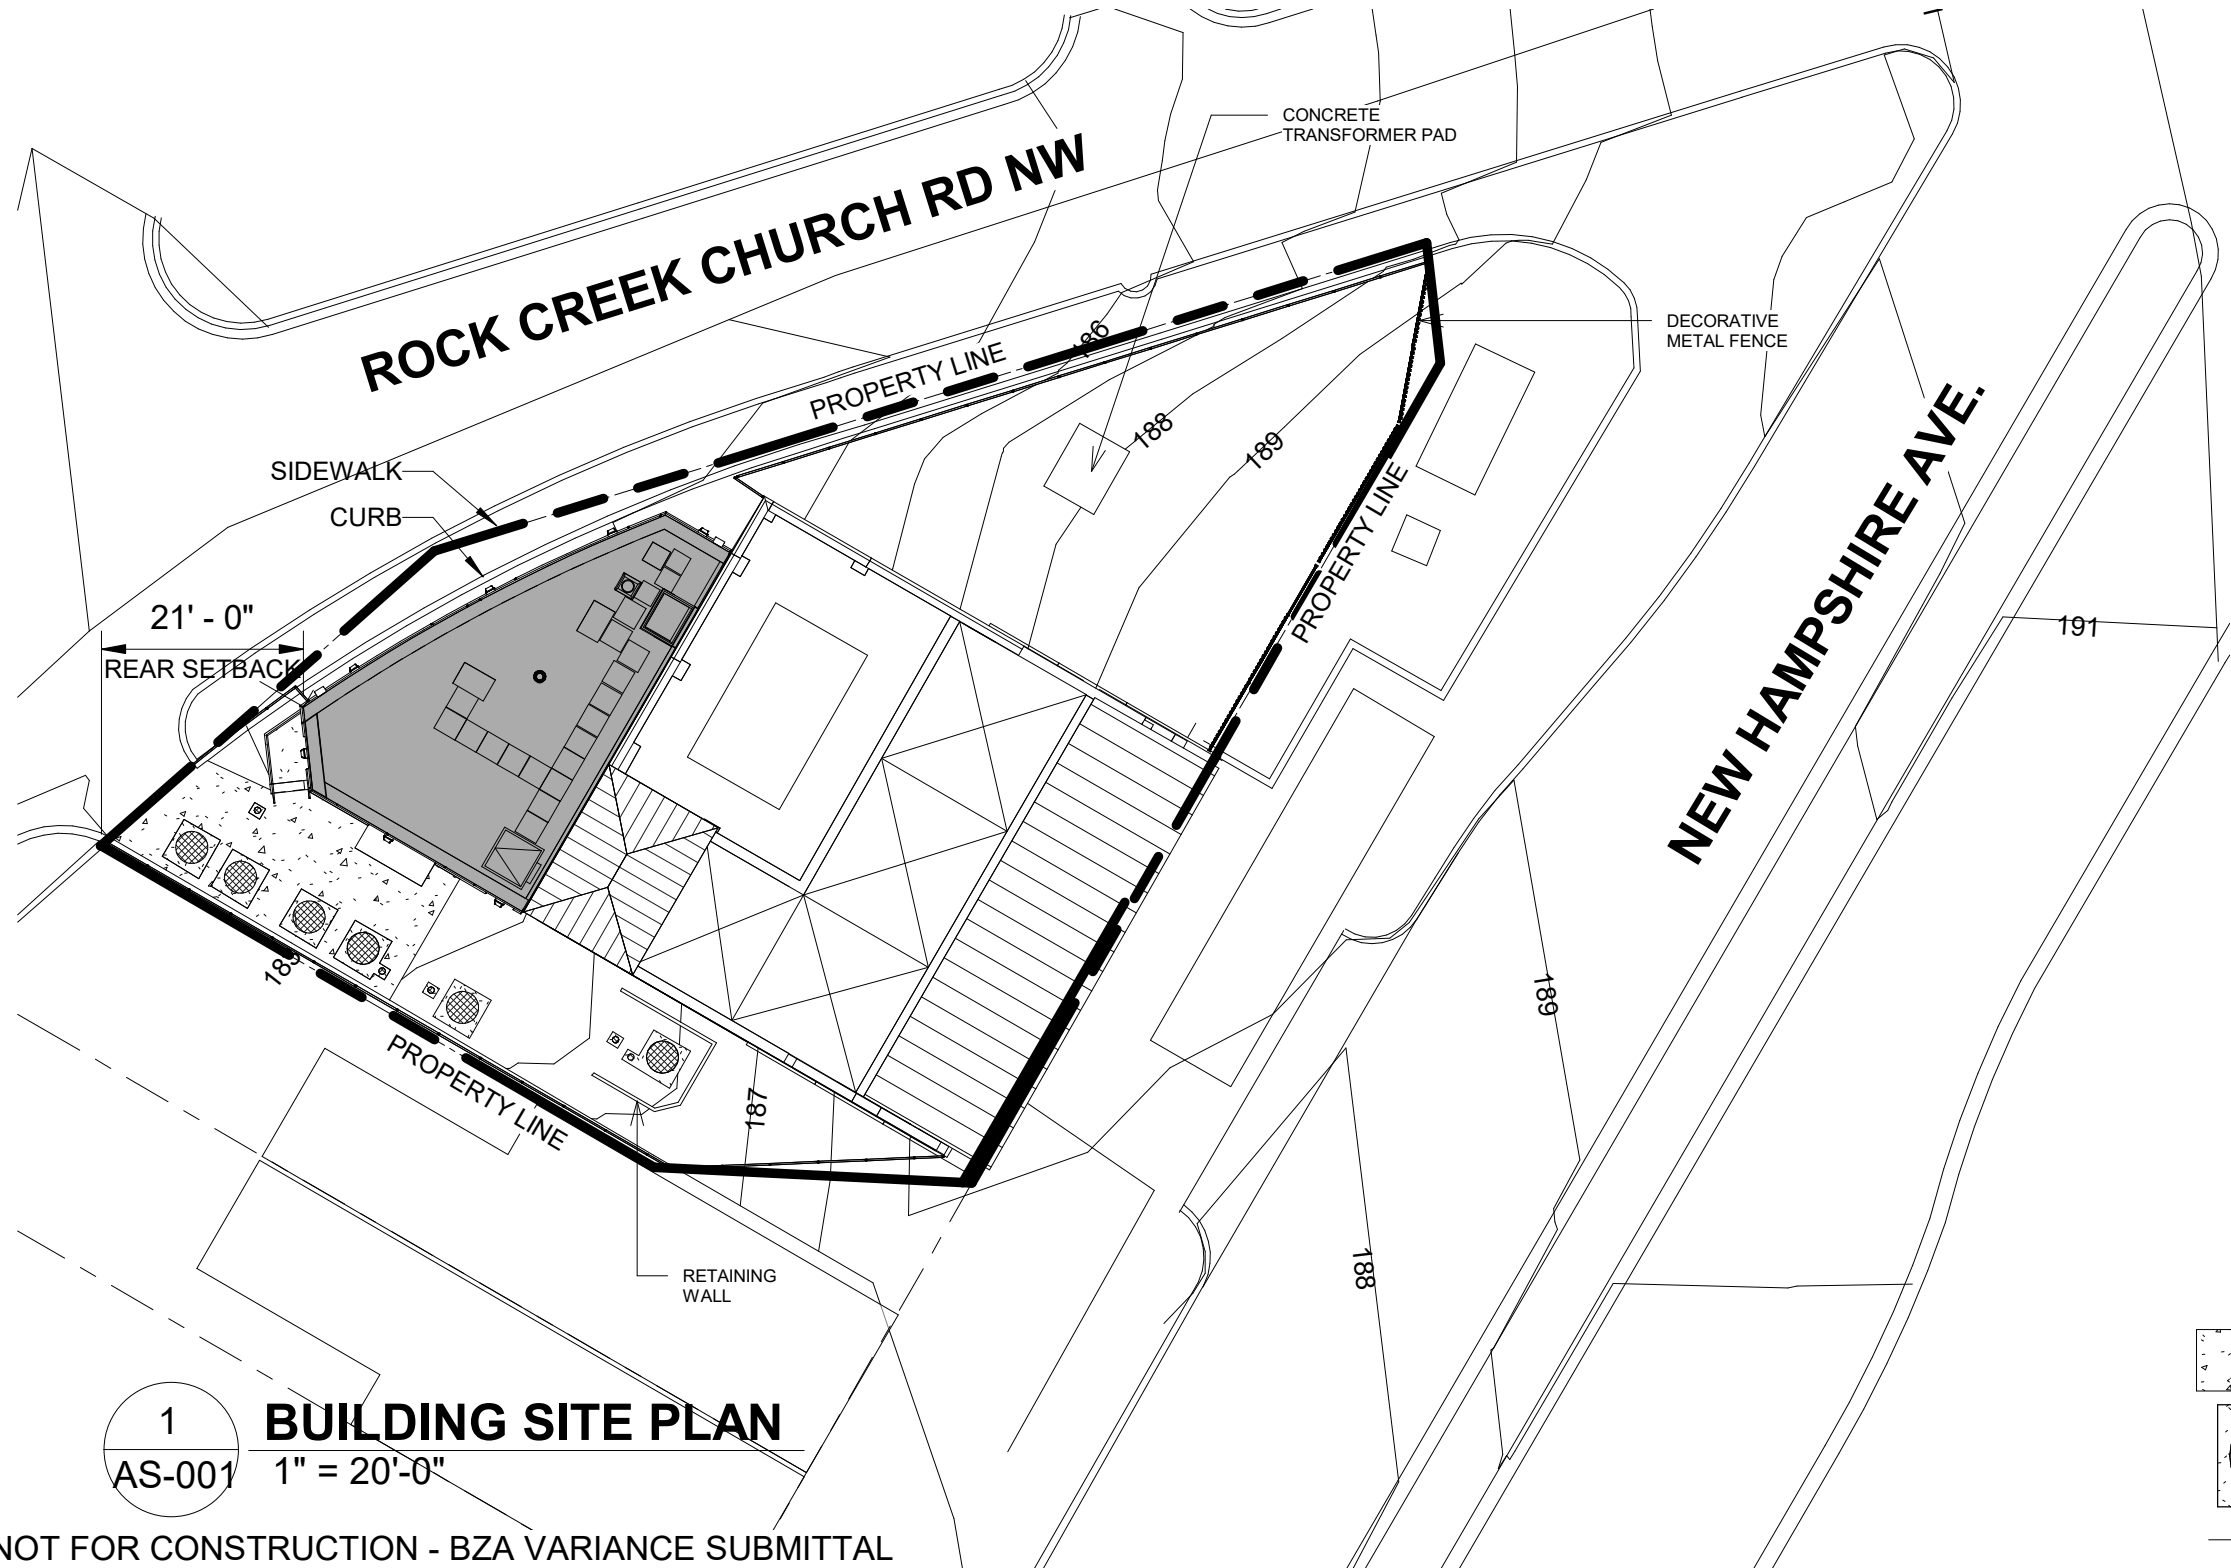 CONCRETE
TRANSFORMER PAD
ROCK CREEK CHURCH RD NW
DECORATIVE
METAL FENCE
186
PROPERTY LINE
188
189
SIDEWALK
CURB
PROPERTY LINE
NEW HAMPSHIRE AVE.
21' - 0"
REAR SETBACK
191
185
189
PROPERTY LINE
187
188
RETAINING
WALL
1
AS-001
BUILDING SITE PLAN
1" = 20'-0"
NOT FOR CONSTRUCTION - BZA VARIANCE SUBMITTAL